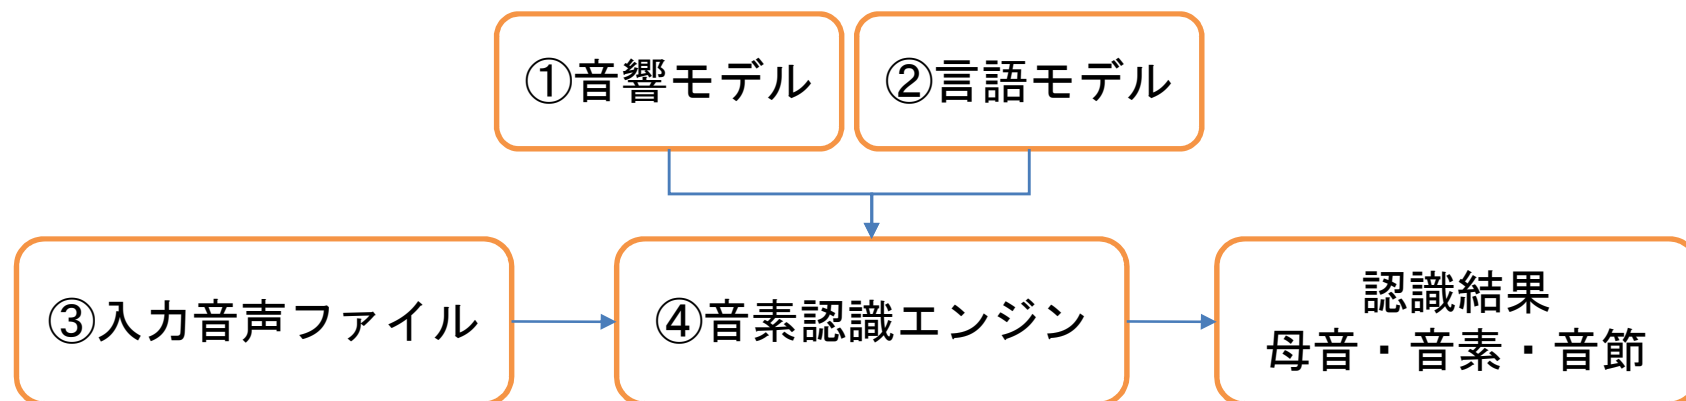 ①音響モデル
②言語モデル
③入力音声ファイル
④音素認識エンジン
認識結果
母音・音素・音節